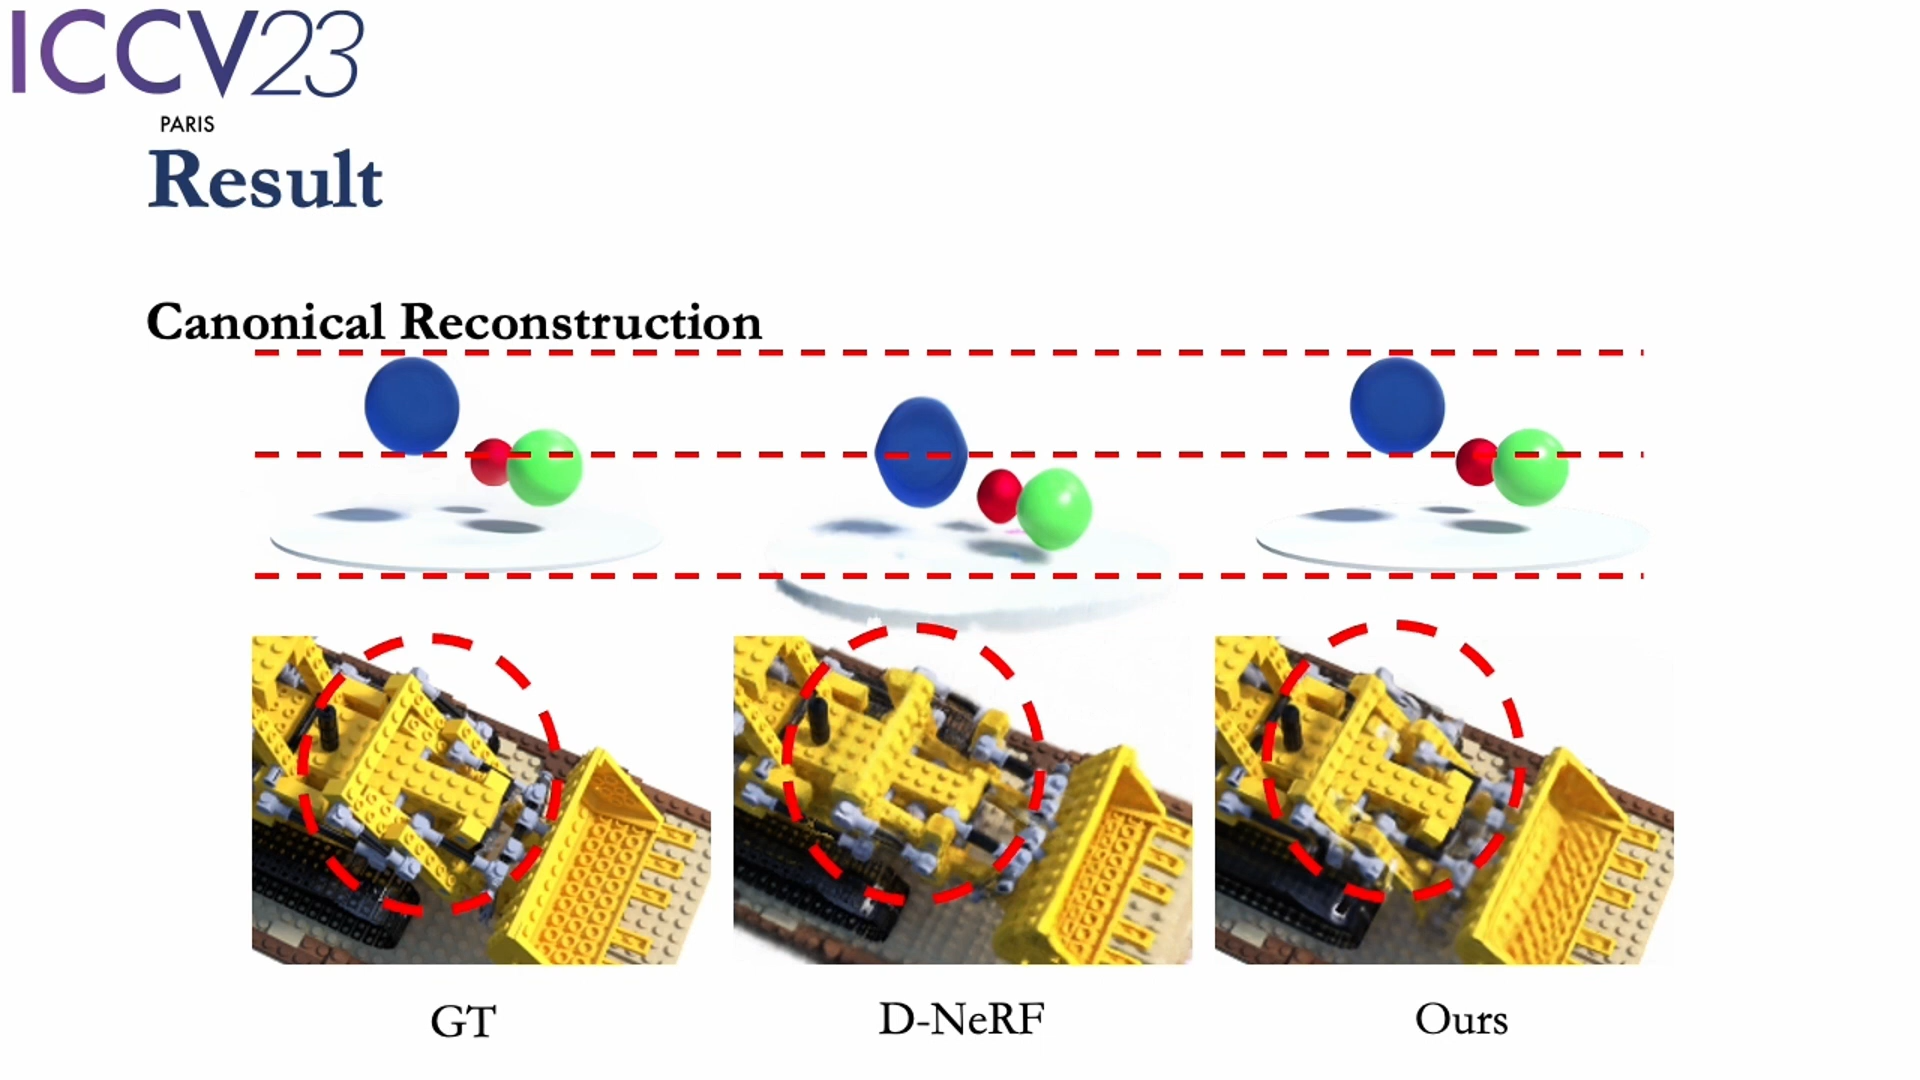 ICCV23
PARIS
Result
Canonical Reconstruction
GT
D-NeRF
Ours